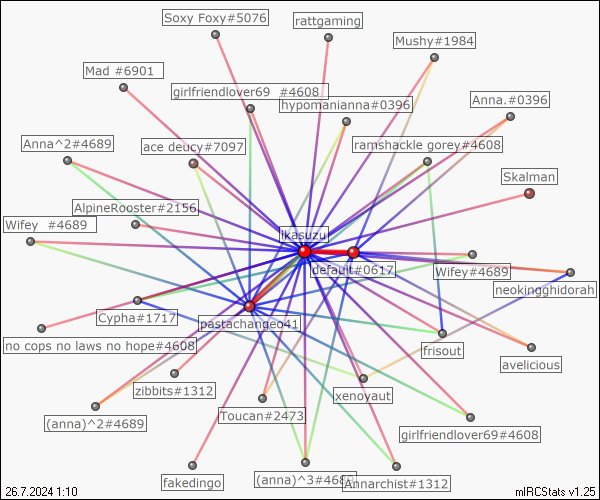 Soxy Foxy#5076
rattgaming
Mushy#1984
Mad #6901
girlfriendlover69 #4608
hypomanianna#0396
Anna.#0396
Anna^2#4689
ace deucy#7097
ramshackle gorey#4608
Skalman
AlpineRooster#2156
Wifey #4689
ikasuzu
default#0617
Wifey#4689
neokingghidorah
Cypha#1717
pastachangeo41
no cops no laws no hope#4608
frisout
avelicious
zibbits#1312
xenoyaut
(anna)^2#4689
Toucan#2473
girlfriendlover69#4608
fakedingo
(anna)^3#4689
Annarchist#1312
26.7.2024 1:10
mIRCStats v1.25